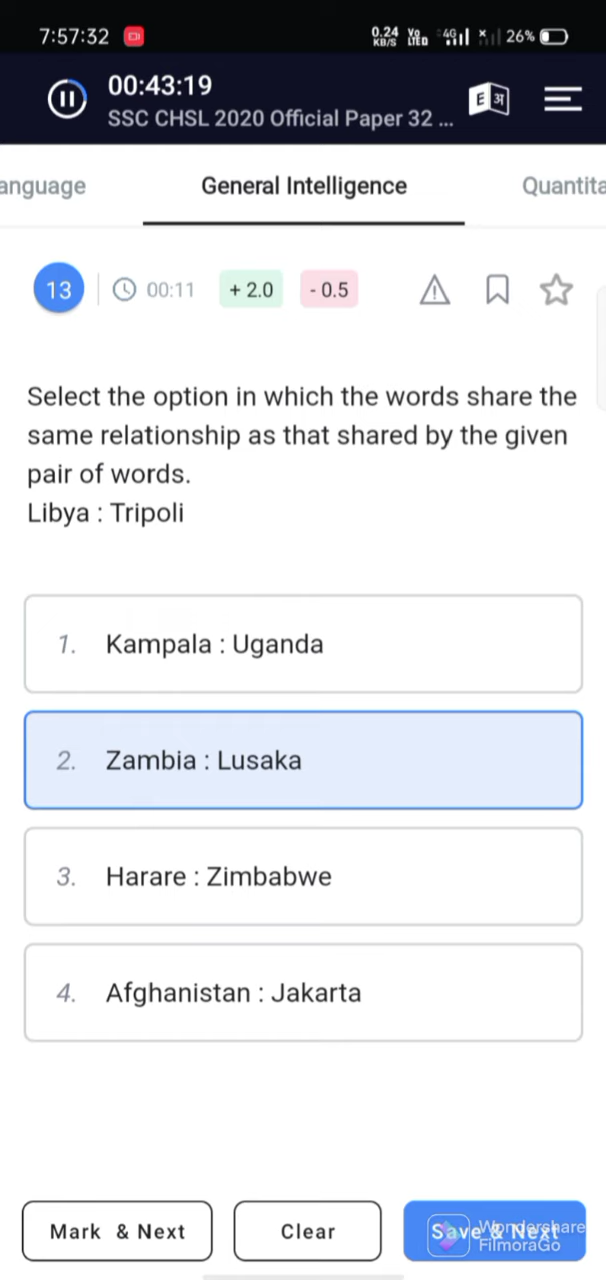 7:57:32 0.24 KB/S Vo LTED 4G 26%
00:43:19
SSC CHSL 2020 Official Paper 32 ...
E अ
anguage General Intelligence Quantita
13 00:11 + 2.0 - 0.5
Select the option in which the words share the
same relationship as that shared by the given
pair of words.
Libya : Tripoli
1. Kampala : Uganda
2. Zambia : Lusaka
3. Harare : Zimbabwe
4. Afghanistan : Jakarta
Mark & Next Clear Save & Next
Wondershare
FilmoraGo